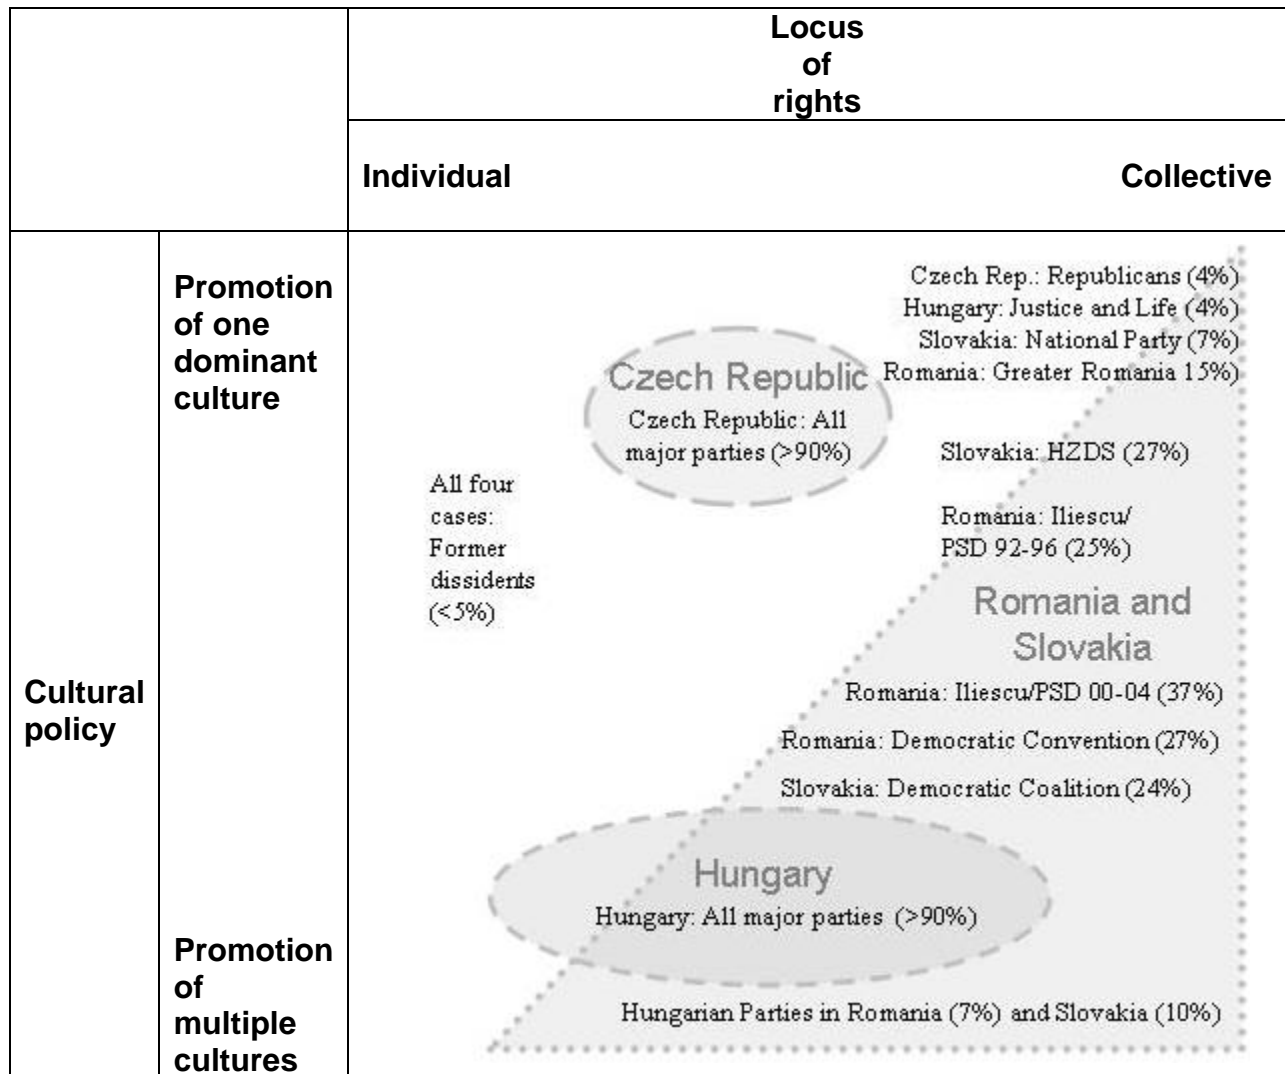 Locus
of
rights
Individual
Collective
Cultural
policy
Promotion
of one
dominant
culture
Promotion
of
multiple
cultures
Czech Rep.: Republicans (4%)
Hungary: Justice and Life (4%)
Slovakia: National Party (7%)
Romania: Greater Romania 15%)
Czech Republic
Czech Republic: All
major parties (>90%)
Slovakia: HZDS (27%)
All four
cases:
Former
dissidents
(<5%)
Romania: Iliescu/
PSD 92-96 (25%)
Romania and
Slovakia
Romania: Iliescu/PSD 00-04 (37%)
Romania: Democratic Convention (27%)
Slovakia: Democratic Coalition (24%)
Hungary
Hungary: All major parties (>90%)
Hungarian Parties in Romania (7%) and Slovakia (10%)